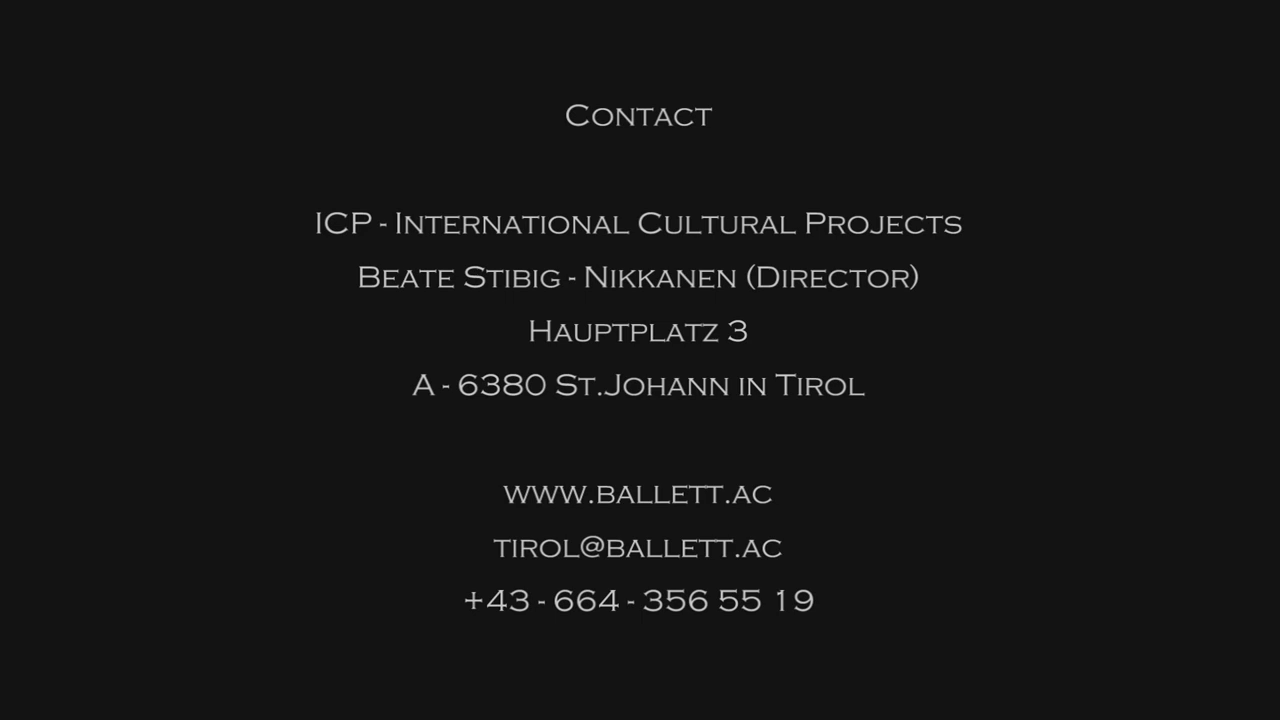 Contact
ICP - International Cultural Projects
Beate Stibig - Nikkanen (Director)
Hauptplatz 3
A - 6380 St.Johann in Tirol
www.ballett.ac
tirol@ballett.ac
+43 - 664 - 356 55 19